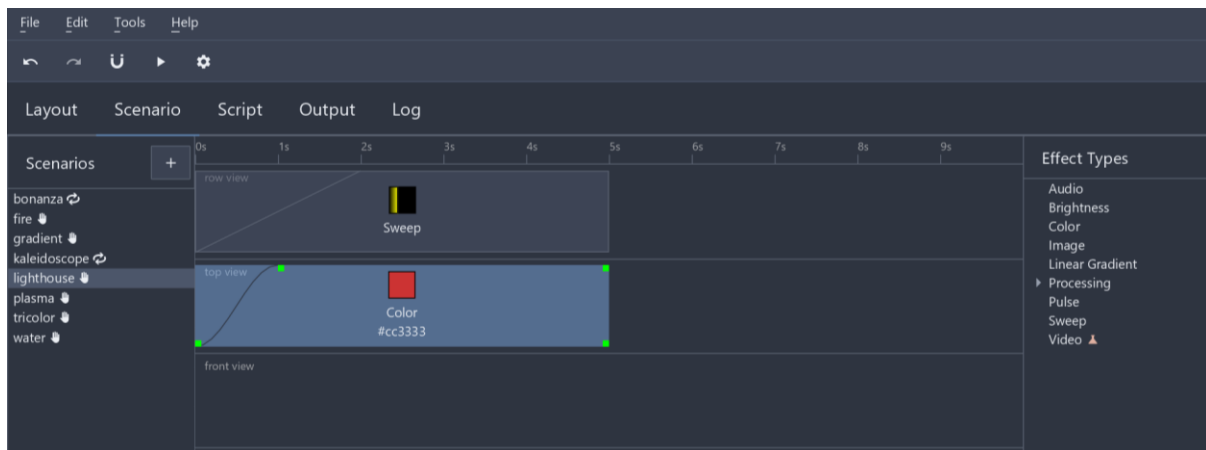 File Edit Tools Help
Layout Scenario Script Output Log
Scenarios +
bonanza
fire
gradient
kaleidoscope
lighthouse
plasma
tricolor
water
0s 1s 2s 3s 4s 5s 6s 7s 8s 9s
row view
Sweep
top view
Color
#cc3333
front view
Effect Types
Audio
Brightness
Color
Image
Linear Gradient
Processing
Pulse
Sweep
Video